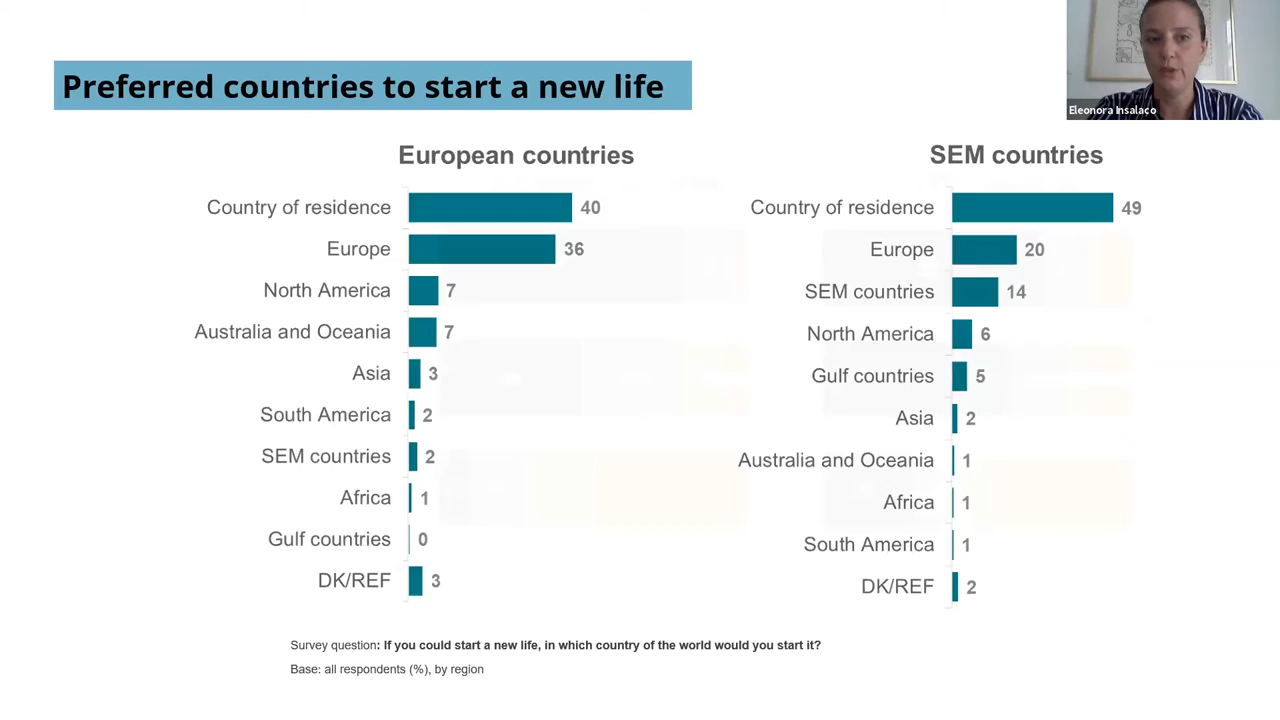 Preferred countries to start a new life
Eleonora Insalaco
European countries
Country of residence 40
Europe 36
North America 7
Australia and Oceania 7
Asia 3
South America 2
SEM countries 2
Africa 1
Gulf countries 0
DK/REF 3
SEM countries
Country of residence 49
Europe 20
SEM countries 14
North America 6
Gulf countries 5
Asia 2
Australia and Oceania 1
Africa 1
South America 1
DK/REF 2
Survey question: If you could start a new life, in which country of the world would you start it?
Base: all respondents (%), by region